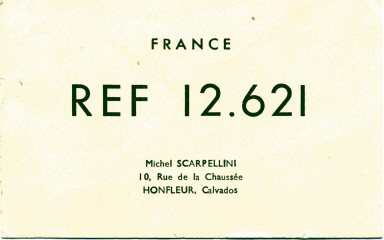 FRANCE
REF 12.621
Michel SCARPELLINI
10, Rue de la Chaussée
HONFLEUR, Calvados